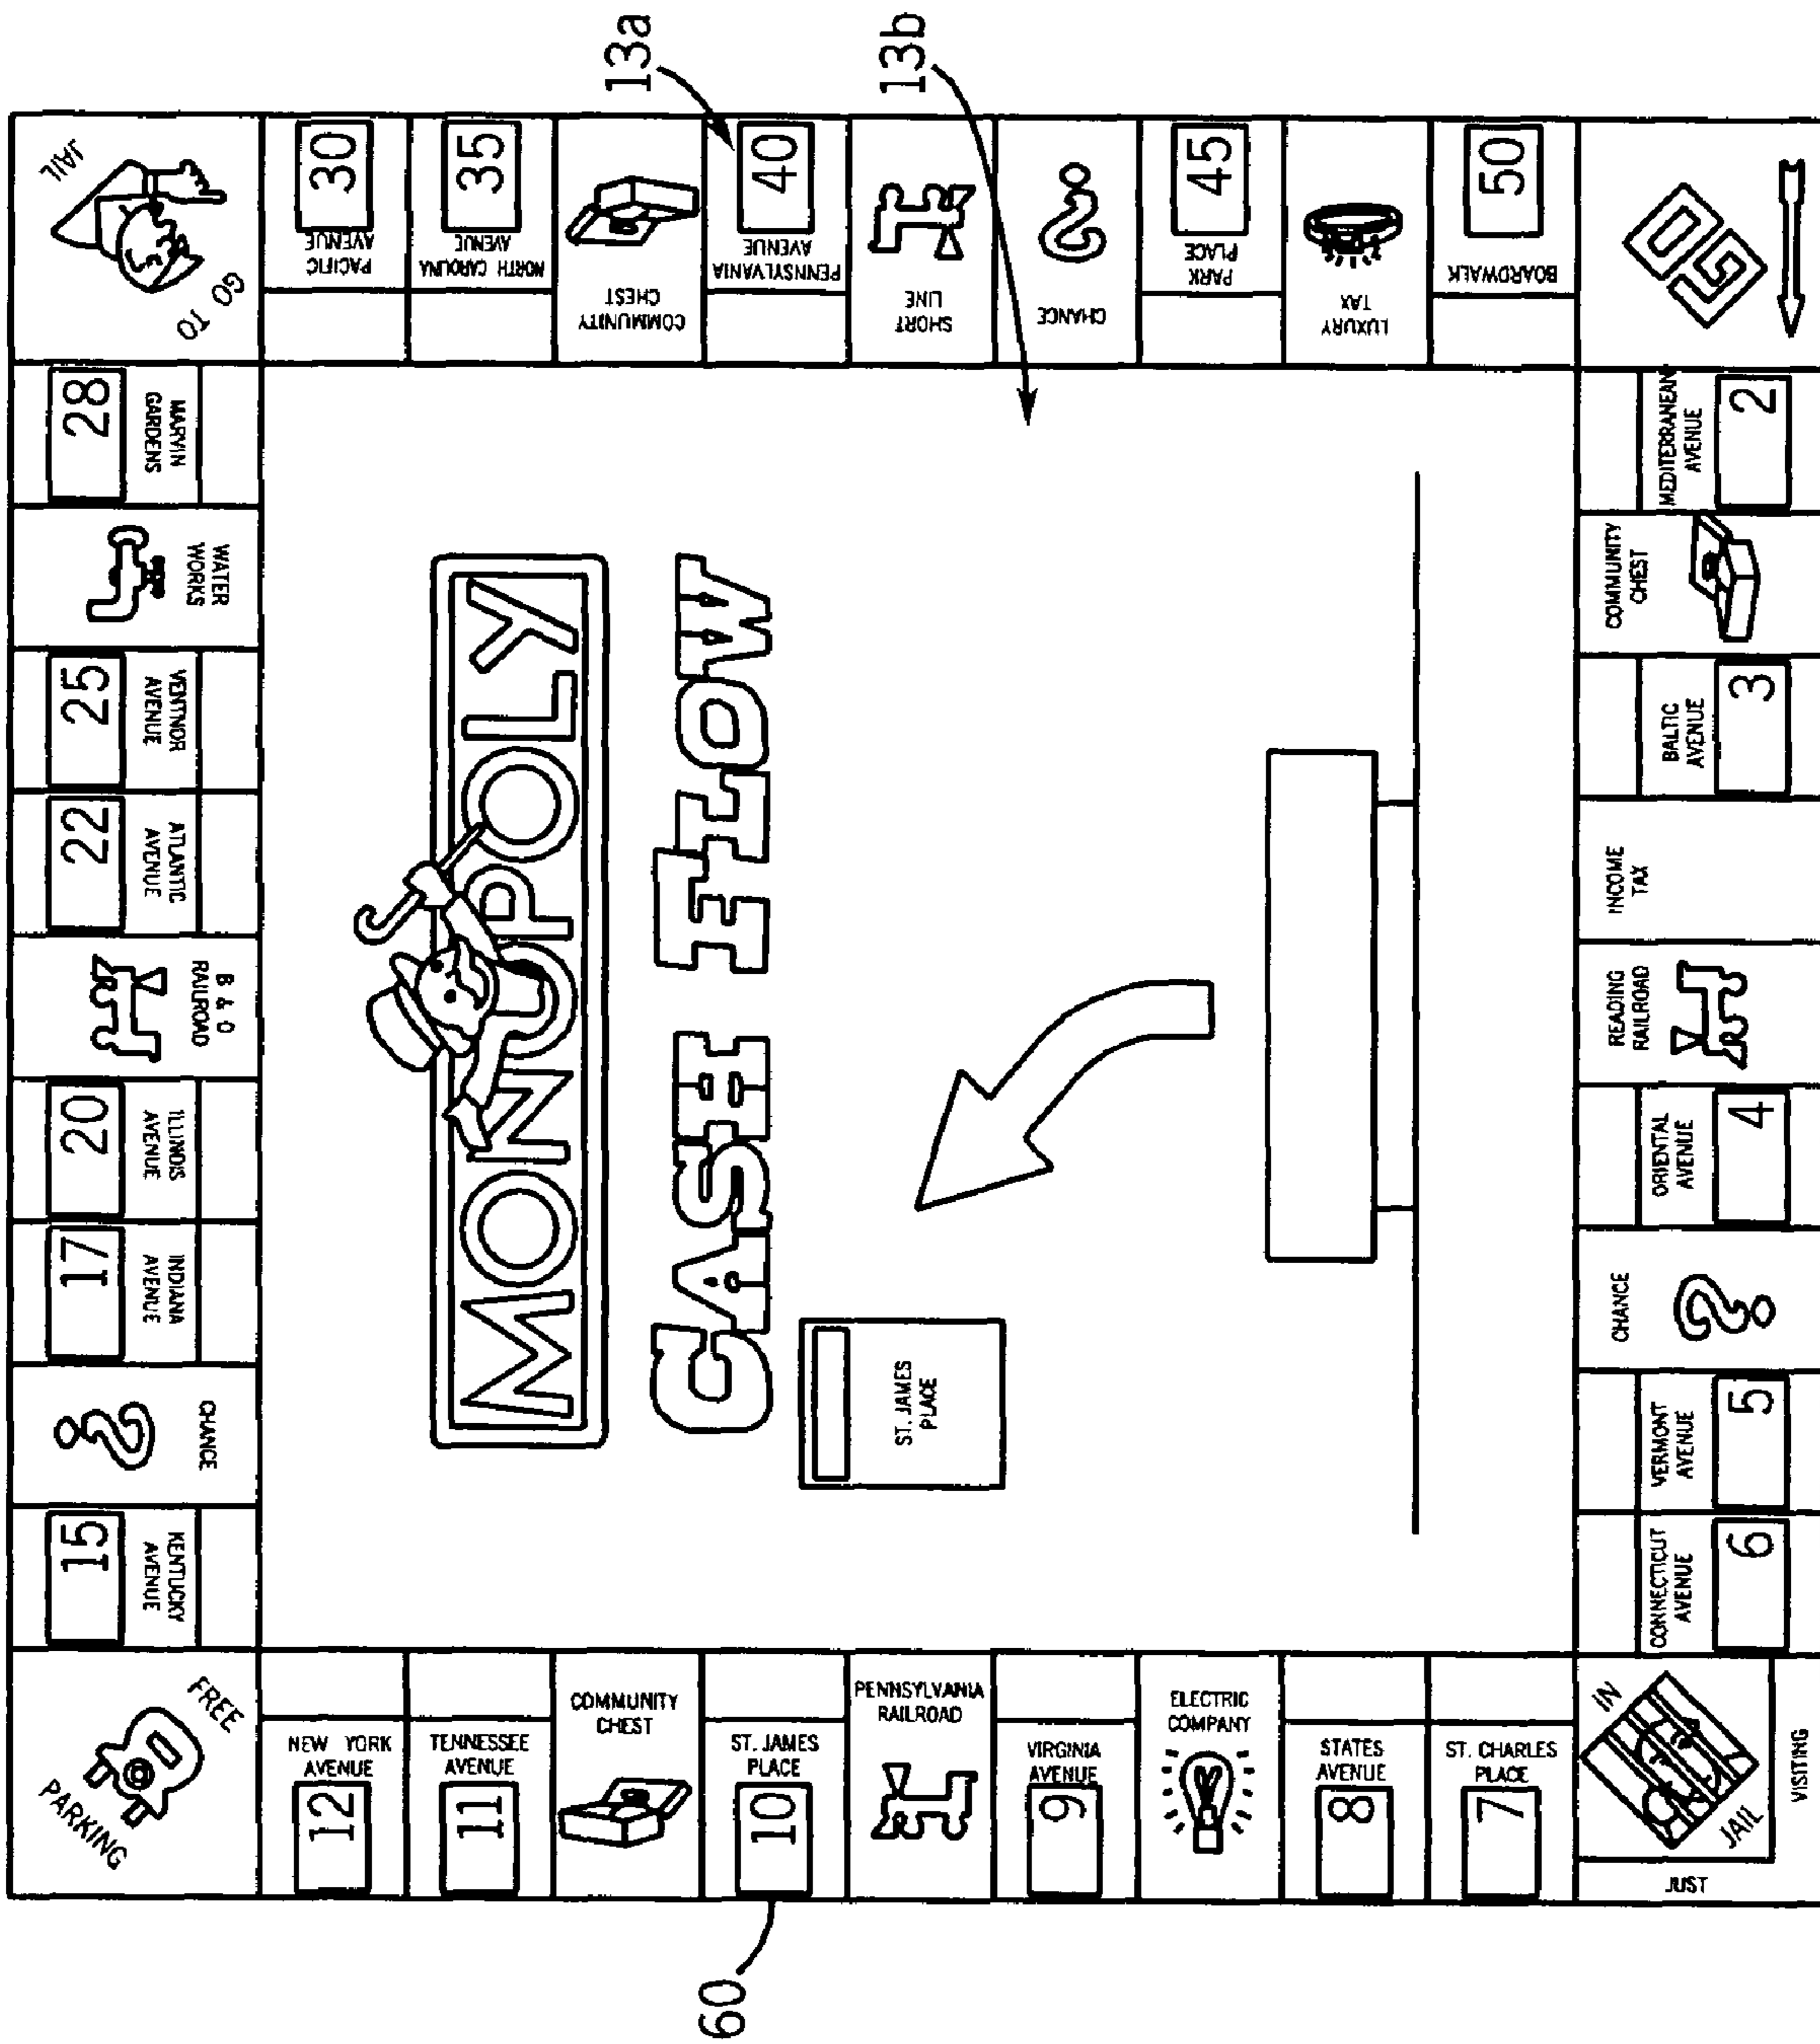 FREE
PARKING
15
KENTUCKY
AVENUE
CHANCE
17
INDIANA
AVENUE
20
ILLINOIS
AVENUE
B & O
RAILROAD
22
ATLANTIC
AVENUE
25
VENTNOR
AVENUE
WATER
WORKS
28
MARVIN
GARDENS
GO TO
JAIL
NEW YORK
AVENUE
12
TENNESSEE
AVENUE
11
COMMUNITY
CHEST
60
ST. JAMES
PLACE
10
PENNSYLVANIA
RAILROAD
VIRGINIA
AVENUE
9
ELECTRIC
COMPANY
STATES
AVENUE
8
ST. CHARLES
PLACE
7
MONOPOLY
CASH FLOW
ST. JAMES
PLACE
PACIFIC
AVENUE
30
NORTH CAROLINA
AVENUE
35
COMMUNITY
CHEST
13a
PENNSYLVANIA
AVENUE
40
SHORT
LINE
13b
CHANCE
PARK
PLACE
45
LUXURY
TAX
BOARDWALK
50
IN
JAIL
JUST
VISITING
CONNECTICUT
AVENUE
6
VERMONT
AVENUE
5
CHANCE
ORIENTAL
AVENUE
4
READING
RAILROAD
INCOME
TAX
BALTIC
AVENUE
3
COMMUNITY
CHEST
MEDITERRANEAN
AVENUE
2
GO